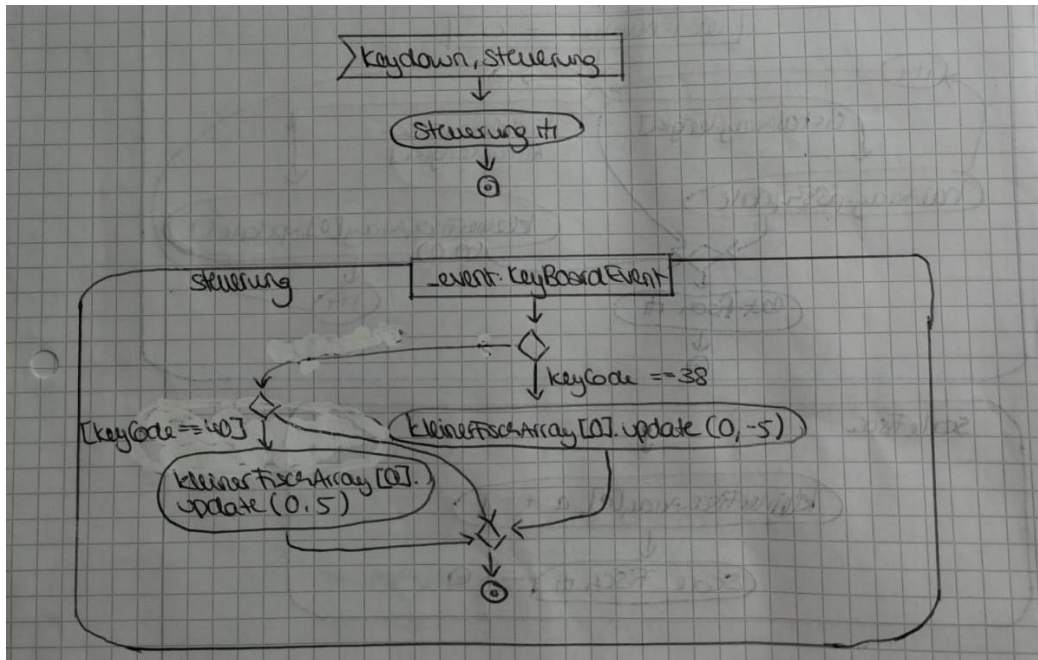 Keydown, Steuerung
Steuerung
Steuerung
_event: KeyBoardEvent
KeyCode == 38
[KeyCode == 40]
kleinerFischArray[0].update(0,-5)
kleinerFischArray[0].
update(0,5)